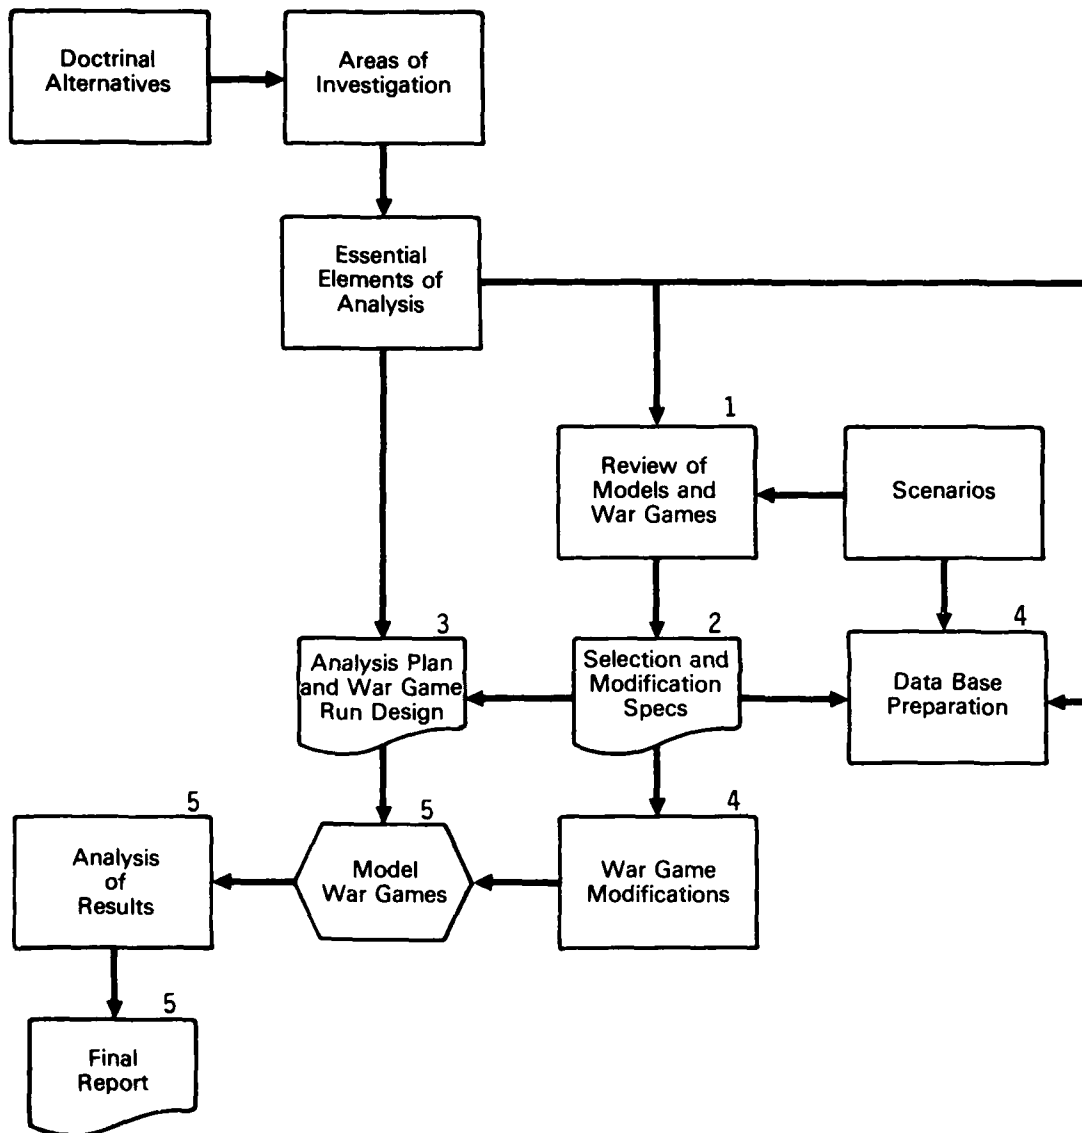 Doctrinal
Alternatives
Areas of
Investigation
Essential
Elements of
Analysis
1
Review of
Models and
War Games
Scenarios
3
Analysis Plan
and War Game
Run Design
2
Selection and
Modification
Specs
4
Data Base
Preparation
5
Analysis
of
Results
5
Model
War Games
4
War Game
Modifications
5
Final
Report